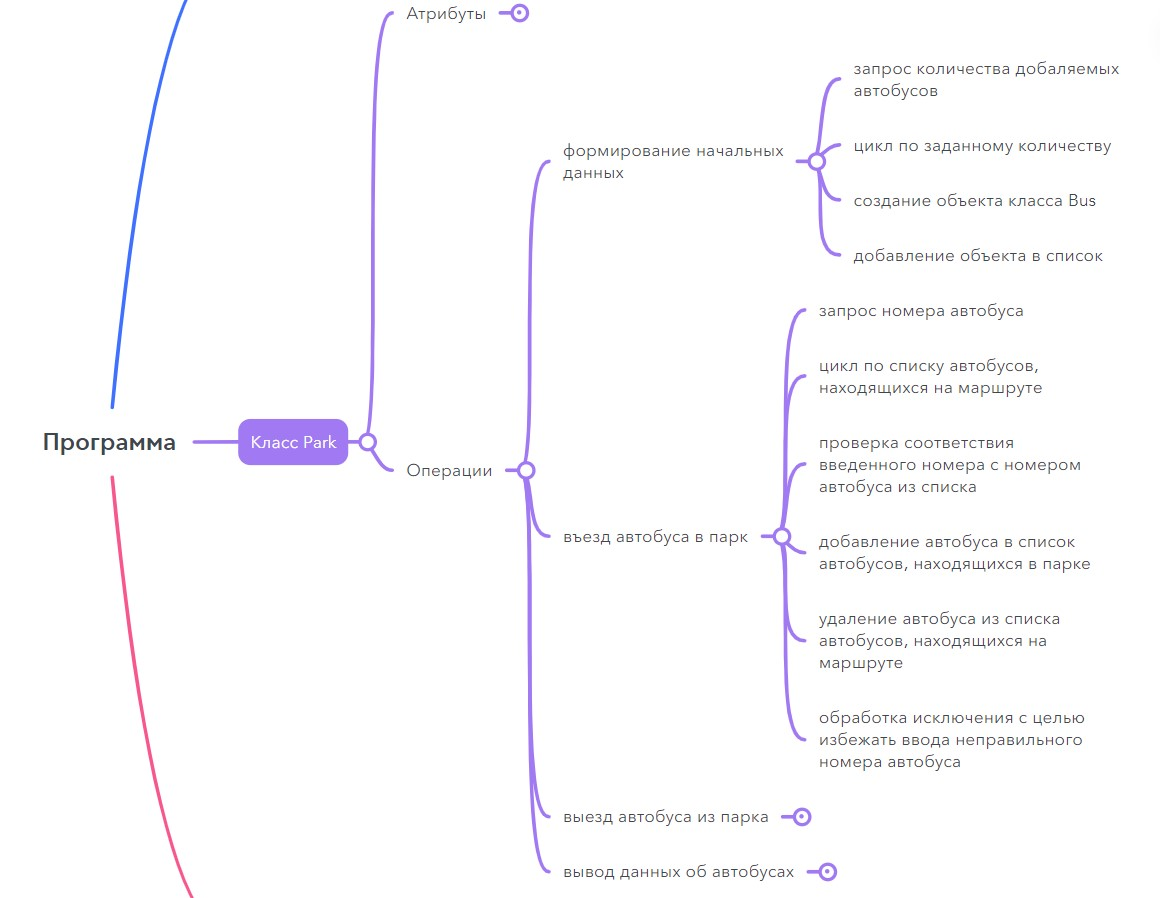 Атрибуты
запрос количества добаляемых
автобусов
формирование начальных
данных
цикл по заданному количеству
создание объекта класса Bus
добавление объекта в список
запрос номера автобуса
цикл по списку автобусов,
находящихся на маршруте
Программа
Класс Park
Операции
проверка соответствия
введенного номера с номером
автобуса из списка
въезд автобуса в парк
добавление автобуса в список
автобусов, находящихся в парке
удаление автобуса из списка
автобусов, находящихся на
маршруте
обработка исключения с целью
избежать ввода неправильного
номера автобуса
выезд автобуса из парка
вывод данных об автобусах